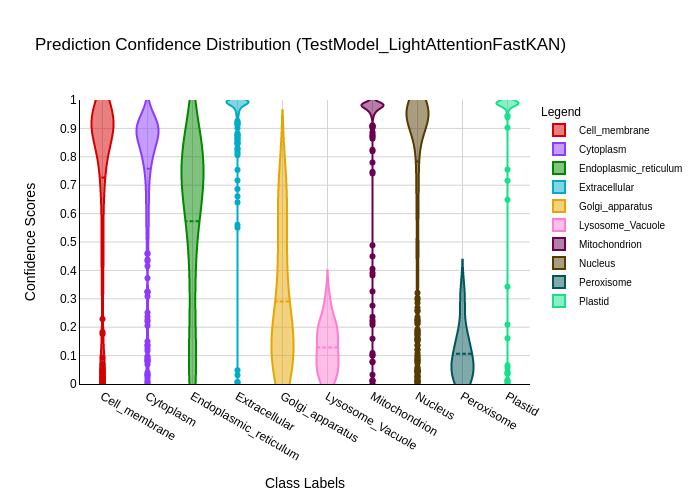 Prediction Confidence Distribution (TestModel_LightAttentionFastKAN)
Confidence Scores
1
0.9
0.8
0.7
0.6
0.5
0.4
0.3
0.2
0.1
0
Cell_membrane
Cytoplasm
Endoplasmic_reticulum
Extracellular
Golgi_apparatus
Lysosome_Vacuole
Mitochondrion
Nucleus
Peroxisome
Plastid
Class Labels
Legend
Cell_membrane
Cytoplasm
Endoplasmic_reticulum
Extracellular
Golgi_apparatus
Lysosome_Vacuole
Mitochondrion
Nucleus
Peroxisome
Plastid